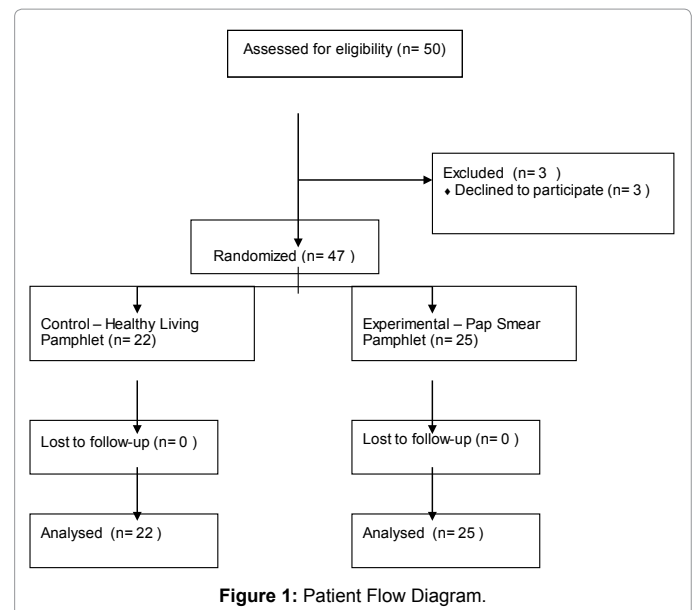 Assessed for eligibility (n= 50)
Excluded (n= 3 )
♦ Declined to participate (n= 3 )
Randomized (n= 47 )
Control – Healthy Living
Pamphlet (n= 22)
Experimental – Pap Smear
Pamphlet (n= 25)
Lost to follow-up (n= 0 )
Lost to follow-up (n= 0 )
Analysed (n= 22 )
Analysed (n= 25 )
Figure 1: Patient Flow Diagram.